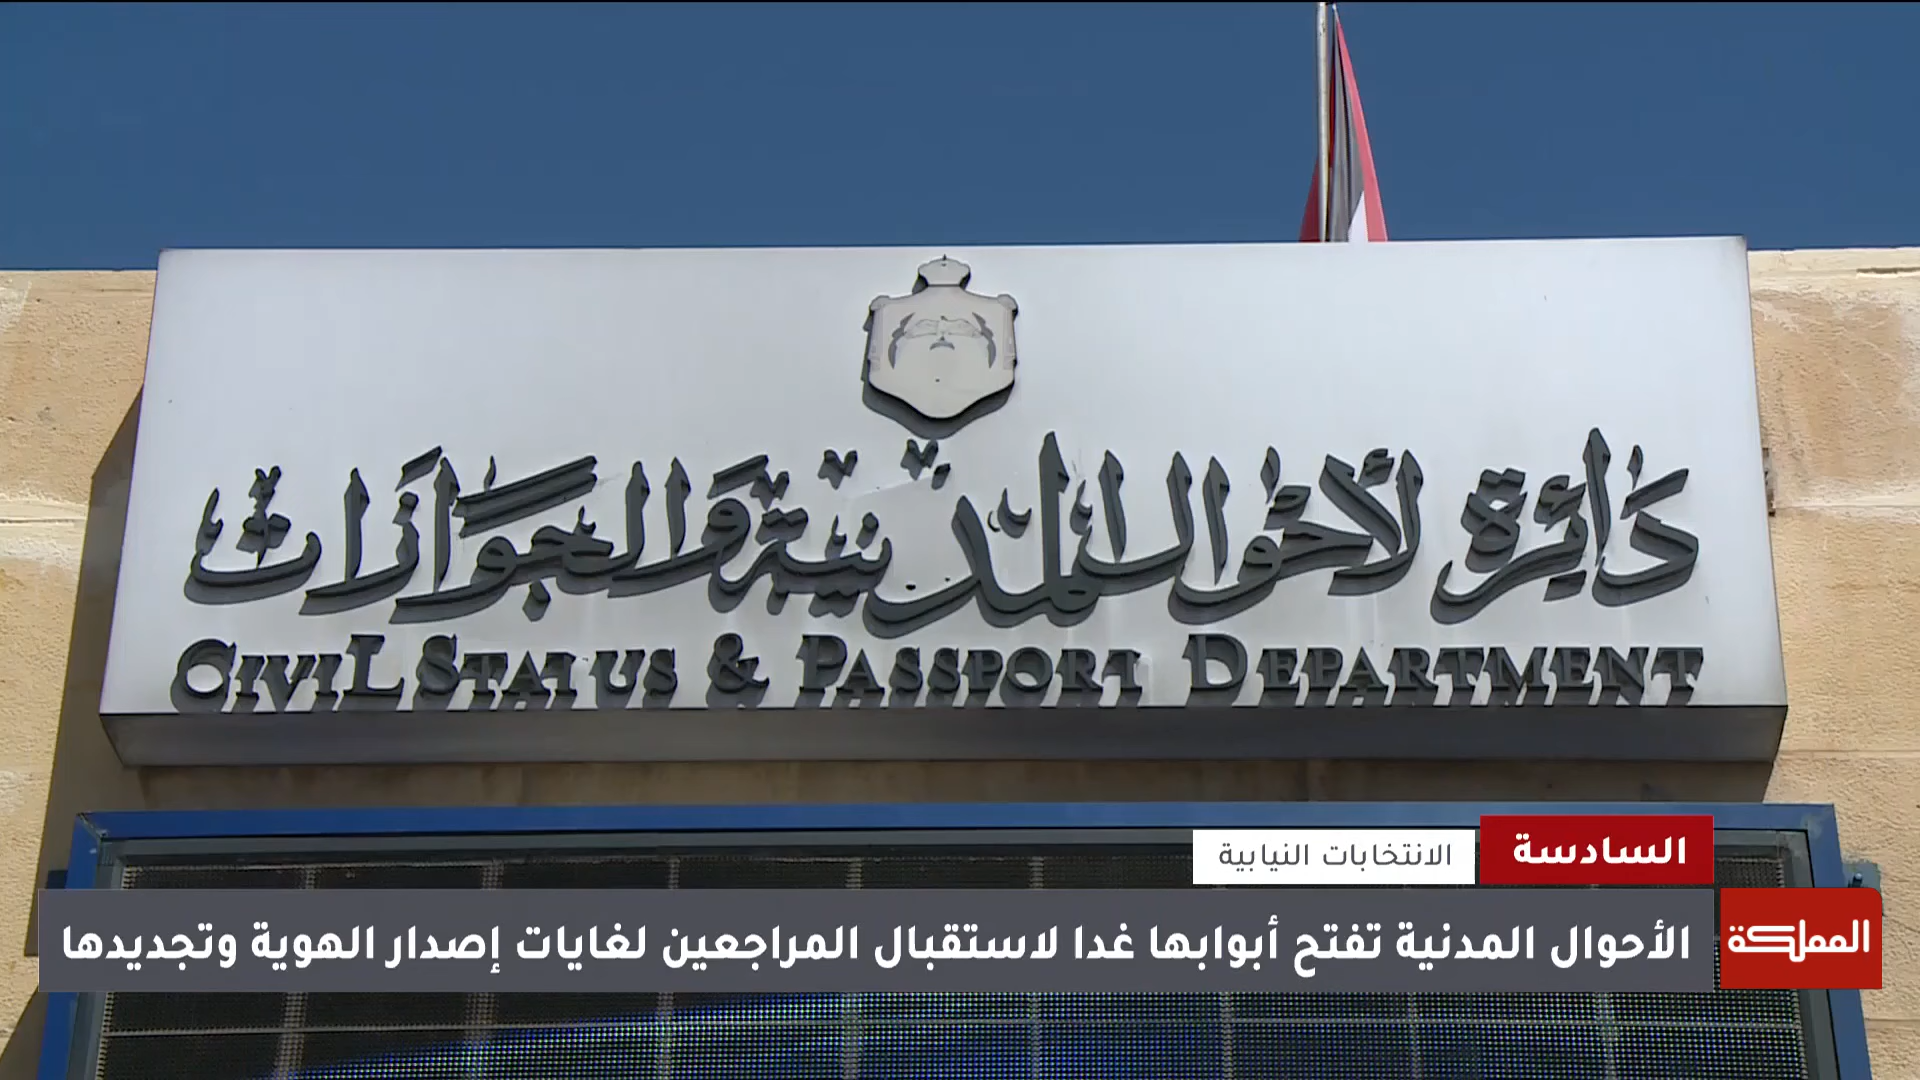 دائرة الأحوال المدنية والجوازات
CIVIL STATUS & PASSPORT DEPARTMENT
السادسة
الانتخابات النيابية
الأحوال المدنية تفتح أبوابها غدا لاستقبال المراجعين لغايات إصدار الهوية وتجديدها
المملكة